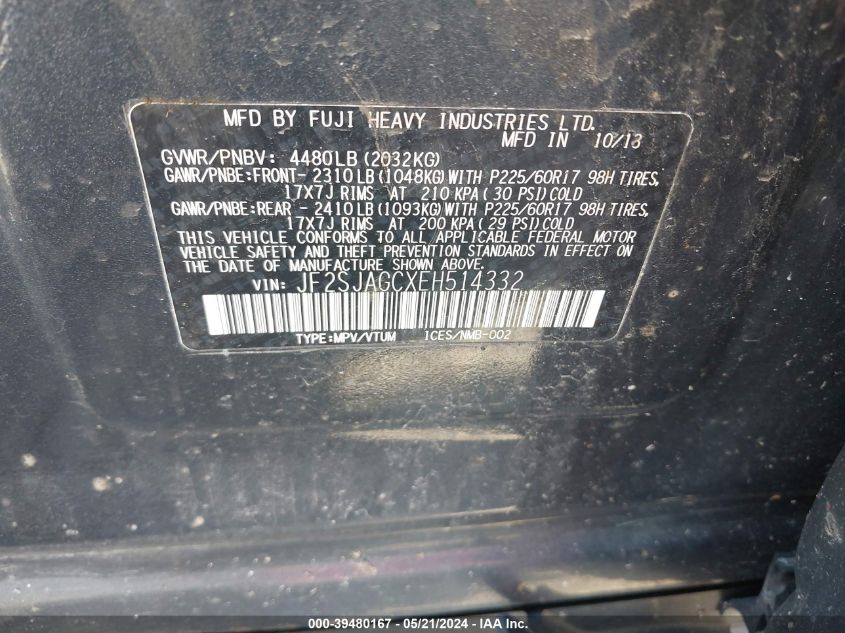 MFD BY FUJI HEAVY INDUSTRIES LTD.
MFD IN 10/13
GVWR/PNBV: 4480LB(2032KG)
GAWR/PNBE:FRONT- 2310LB(1048KG)WITH P225/60R17 98H TIRES,
17X7J RIMS AT 210 KPA(30 PSI)COLD
GAWR/PNBE:REAR - 2410LB(1093KG)WITH P225/60R17 98H TIRES,
17X7J RIMS AT 200 KPA(29 PSI)COLD
THIS VEHICLE CONFORMS TO ALL APPLICABLE FEDERAL MOTOR
VEHICLE SAFETY AND THEFT PREVENTION STANDARDS IN EFFECT ON
THE DATE OF MANUFACTURE SHOWN ABOVE.
VIN: JF2SJAGCXEH514332
TYPE:MPV/VTUM ICES/NMB-002
000-39480167 - 05/21/2024 - IAA Inc.